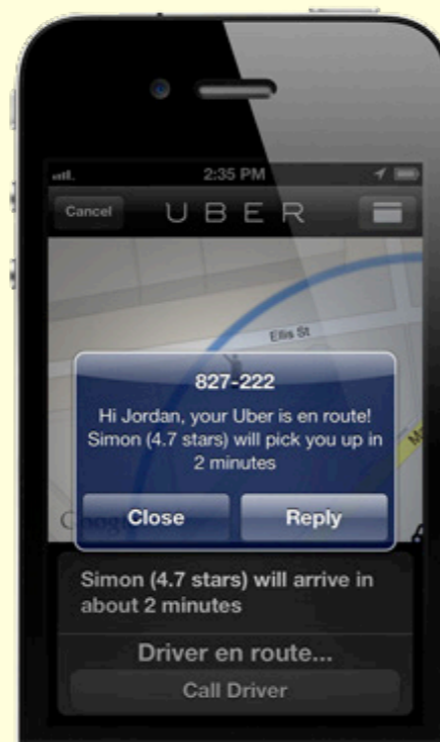 2:35 PM
Cancel
U B E R
Ellis St
827-222
Hi Jordan, your Uber is en route!
Simon (4.7 stars) will pick you up in
2 minutes
Close
Reply
Simon (4.7 stars) will arrive in
about 2 minutes
Driver en route...
Call Driver